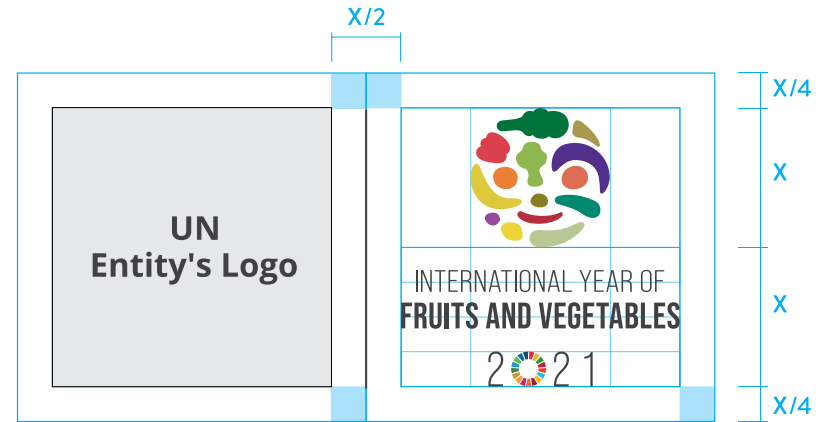 X/2
X/4
UN
Entity's Logo
X
INTERNATIONAL YEAR OF
FRUITS AND VEGETABLES
X
2021
X/4